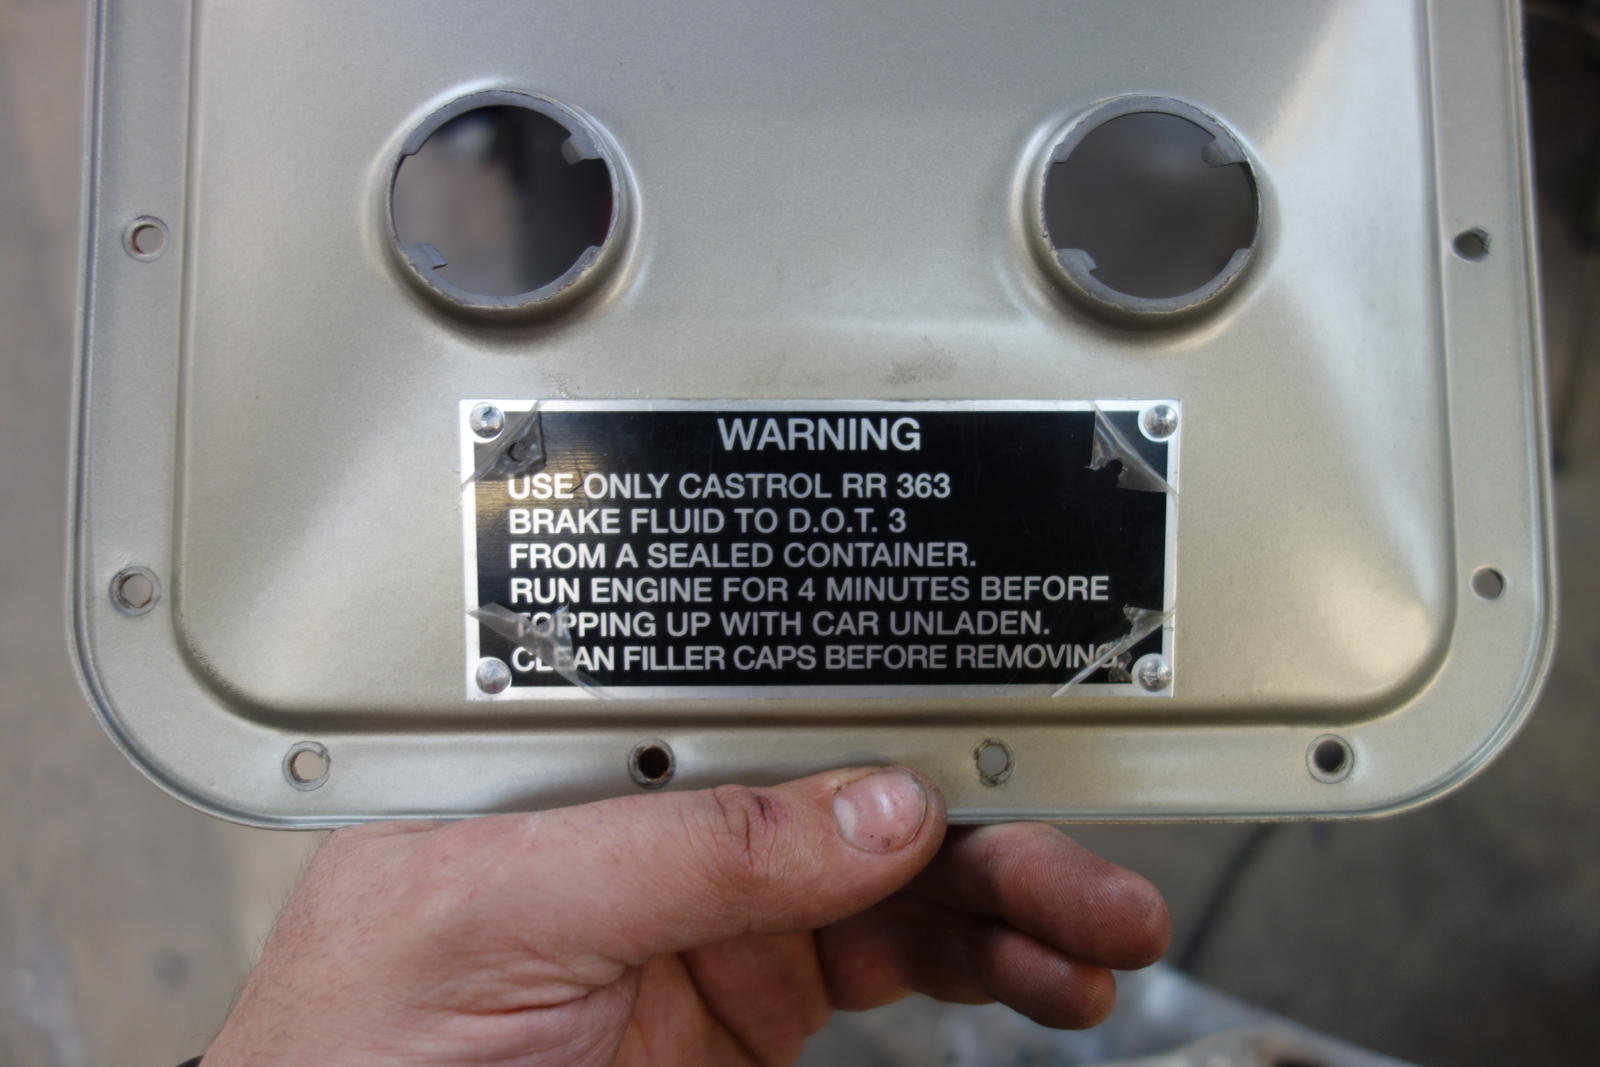 WARNING
USE ONLY CASTROL RR 363
BRAKE FLUID TO D.O.T. 3
FROM A SEALED CONTAINER.
RUN ENGINE FOR 4 MINUTES BEFORE
TOPPING UP WITH CAR UNLADEN.
CLEAN FILLER CAPS BEFORE REMOVING.